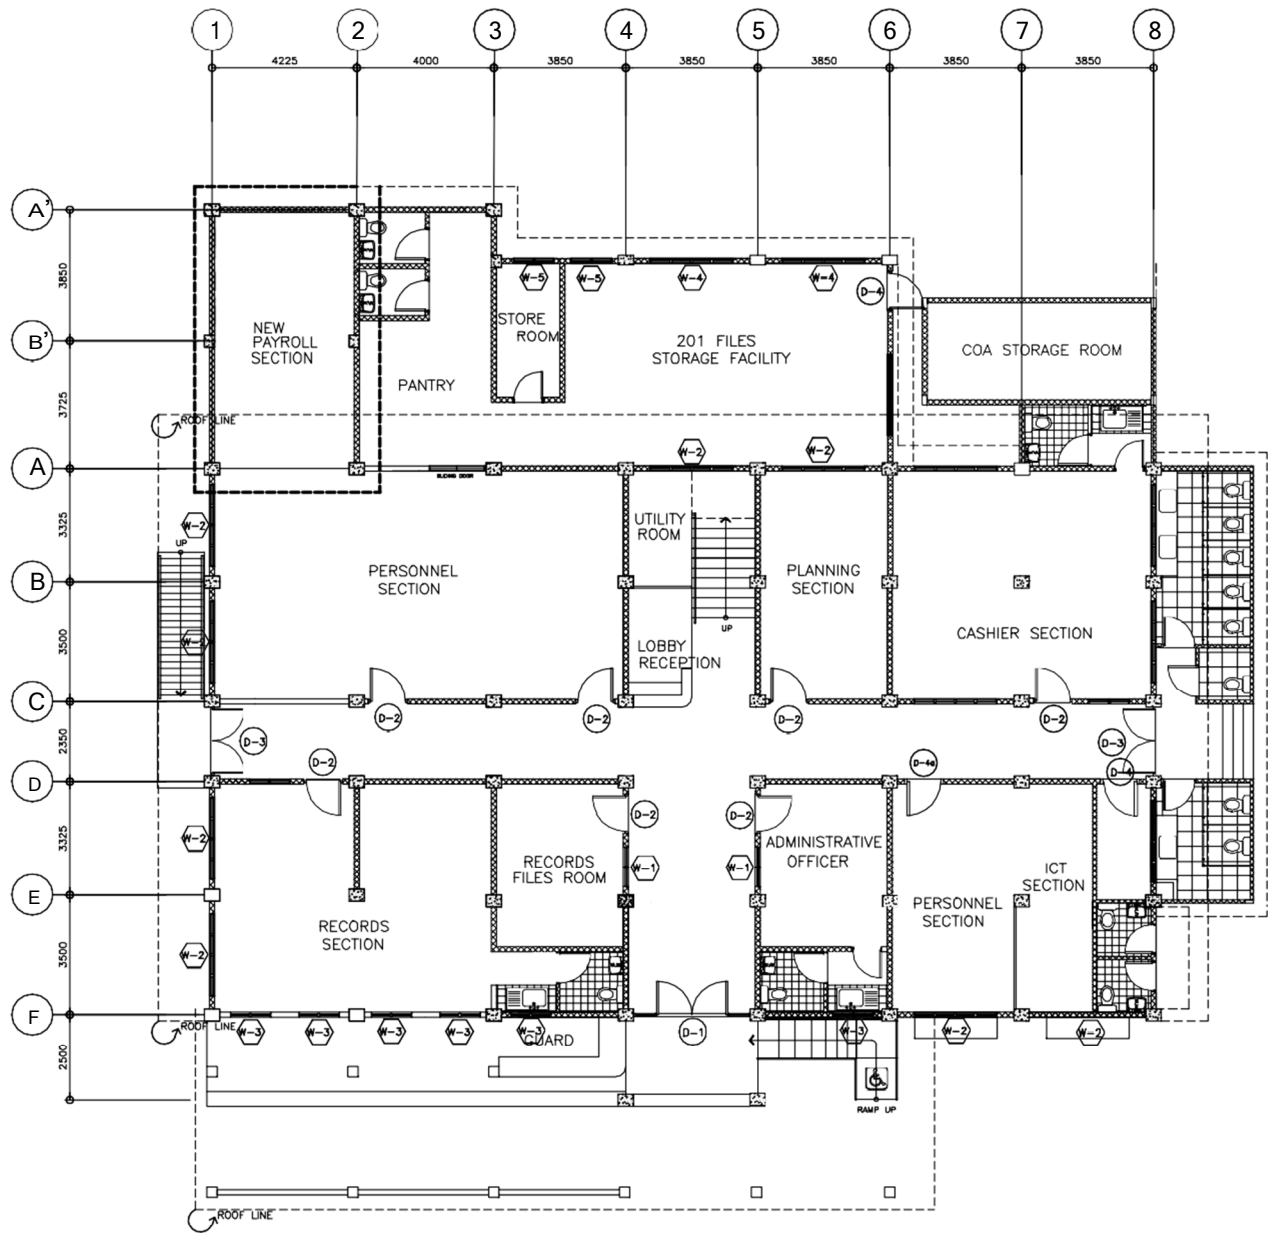 1 2 3 4 5 6 7 8
4225 4000 3850 3850 3850 3850 3850
A'
3850
W-5 W-5 W-4 W=4 D-4
NEW
PAYROLL
SECTION
STORE
ROOM
201 FILES
STORAGE FACILITY
COA STORAGE ROOM
B'
PANTRY
3725
ROOF LINE
W-2 W-2
A
SLIDING DOOR
3325
W-2
UP
UTILITY
ROOM
PERSONNEL
SECTION
PLANNING
SECTION
B
UP
CASHIER SECTION
3500
W-2
LOBBY
RECEPTION
C
D-2 D-2 D-2 D-2
2350
D-3 D-3
D-2 D-4a D-4
D
D-2 D-2
3325
W-2
ADMINISTRATIVE
OFFICER
RECORDS
FILES ROOM
W-1 W-1
ICT
SECTION
E
PERSONNEL
SECTION
RECORDS
SECTION
3500
W-2
F
ROOF LINE
W-3 W-3 W-3 W-3 W-3 D-1 W-3 W-2 W-2
GUARD
2500
RAMP UP
ROOF LINE